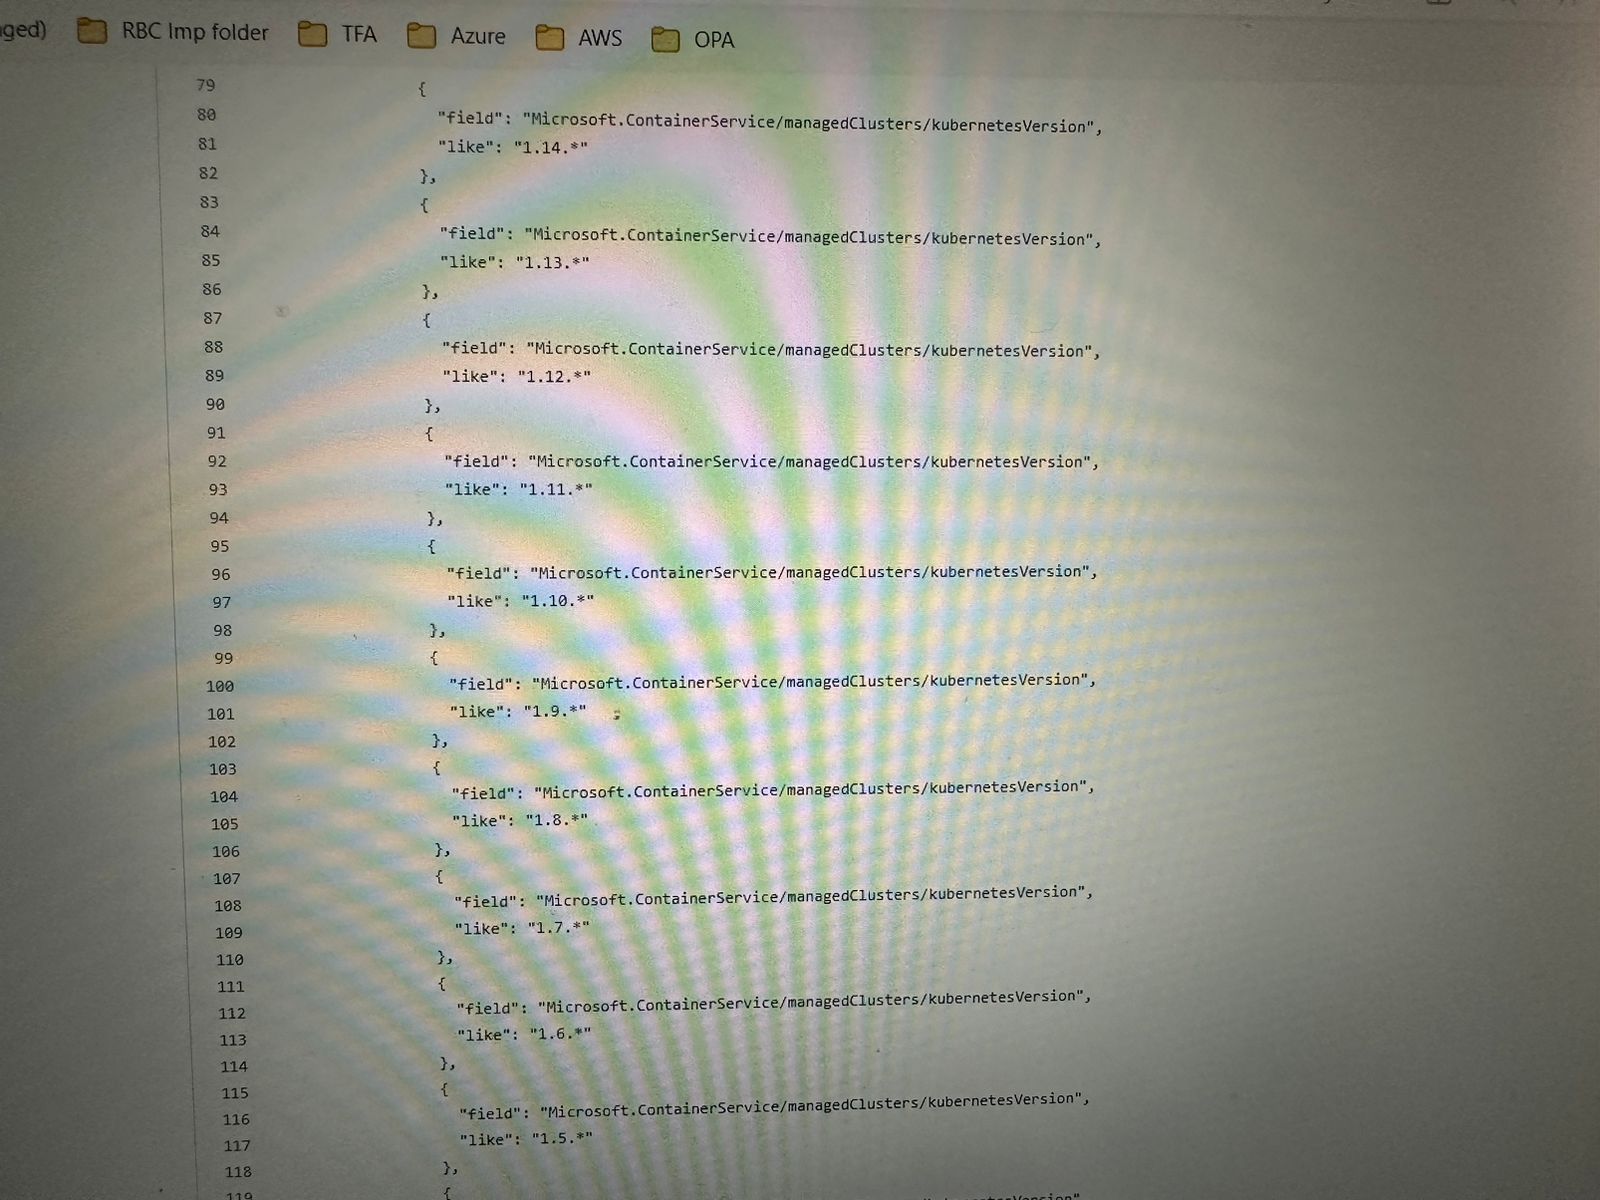 RBC Imp folder TFA Azure AWS OPA
79 {
80 "field": "Microsoft.ContainerService/managedClusters/kubernetesVersion",
81 "like": "1.14.*"
82 },
83 {
84 "field": "Microsoft.ContainerService/managedClusters/kubernetesVersion",
85 "like": "1.13.*"
86 },
87 {
88 "field": "Microsoft.ContainerService/managedClusters/kubernetesVersion",
89 "like": "1.12.*"
90 },
91 {
92 "field": "Microsoft.ContainerService/managedClusters/kubernetesVersion",
93 "like": "1.11.*"
94 },
95 {
96 "field": "Microsoft.ContainerService/managedClusters/kubernetesVersion",
97 "like": "1.10.*"
98 },
99 {
100 "field": "Microsoft.ContainerService/managedClusters/kubernetesVersion",
101 "like": "1.9.*"
102 },
103 {
104 "field": "Microsoft.ContainerService/managedClusters/kubernetesVersion",
105 "like": "1.8.*"
106 },
107 {
108 "field": "Microsoft.ContainerService/managedClusters/kubernetesVersion",
109 "like": "1.7.*"
110 },
111 {
112 "field": "Microsoft.ContainerService/managedClusters/kubernetesVersion",
113 "like": "1.6.*"
114 },
115 {
116 "field": "Microsoft.ContainerService/managedClusters/kubernetesVersion",
117 "like": "1.5.*"
118 },
119 {